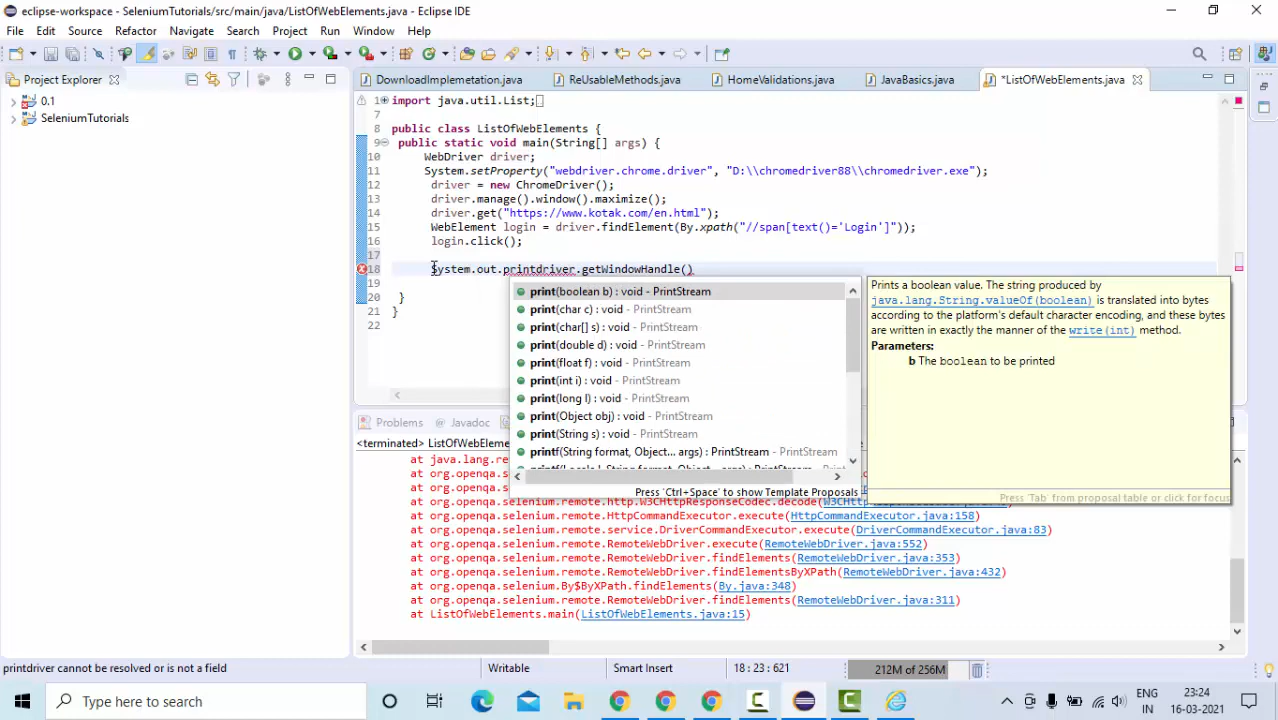 eclipse-workspace - SeleniumTutorials/src/main/java/ListOfWebElements.java - Eclipse IDE
File Edit Source Refactor Navigate Search Project Run Window Help
Project Explorer
DownloadImplemetation.java ReUsableMethods.java HomeValidations.java JavaBasics.java *ListOfWebElements.java
0.1
SeleniumTutorials
1 import java.util.List;
7
8 public class ListOfWebElements {
9 public static void main(String[] args) {
10 WebDriver driver;
11 System.setProperty("webdriver.chrome.driver", "D:\\chromedriver88\\chromedriver.exe");
12 driver = new ChromeDriver();
13 driver.manage().window().maximize();
14 driver.get("https://www.kotak.com/en.html");
15 WebElement login = driver.findElement(By.xpath("//span[text()='Login']"));
16 login.click();
17
18 System.out.printdriver.getWindowHandle()
19
20 }
21 }
22
print(boolean b) : void - PrintStream
print(char c) : void - PrintStream
print(char[] s) : void - PrintStream
print(double d) : void - PrintStream
print(float f) : void - PrintStream
print(int i) : void - PrintStream
print(long l) : void - PrintStream
print(Object obj) : void - PrintStream
print(String s) : void - PrintStream
printf(String format, Object... args) : PrintStream - PrintStream
Press 'Ctrl+Space' to show Template Proposals
Prints a boolean value. The string produced by
java.lang.String.valueOf(boolean) is translated into bytes
according to the platform's default character encoding, and these bytes
are written in exactly the manner of the write(int) method.
Parameters:
b The boolean to be printed
Press 'Tab' from proposal table or click for focus
Problems Javadoc
<terminated> ListOfWebEleme
at java.lang.re
at org.openqa.s
at org.openqa.s
at org.openqa.selenium.remote.http.W3CHttpResponseCodec.decode(W3CHttp
at org.openqa.selenium.remote.HttpCommandExecutor.execute(HttpCommandExecutor.java:158)
at org.openqa.selenium.remote.service.DriverCommandExecutor.execute(DriverCommandExecutor.java:83)
at org.openqa.selenium.remote.RemoteWebDriver.execute(RemoteWebDriver.java:552)
at org.openqa.selenium.remote.RemoteWebDriver.findElements(RemoteWebDriver.java:353)
at org.openqa.selenium.remote.RemoteWebDriver.findElementsByXPath(RemoteWebDriver.java:432)
at org.openqa.selenium.By$ByXPath.findElements(By.java:348)
at org.openqa.selenium.remote.RemoteWebDriver.findElements(RemoteWebDriver.java:311)
at ListOfWebElements.main(ListOfWebElements.java:15)
printdriver cannot be resolved or is not a field Writable Smart Insert 18 : 23 : 621 212M of 256M
Type here to search
ENG 23:24
IN 16-03-2021